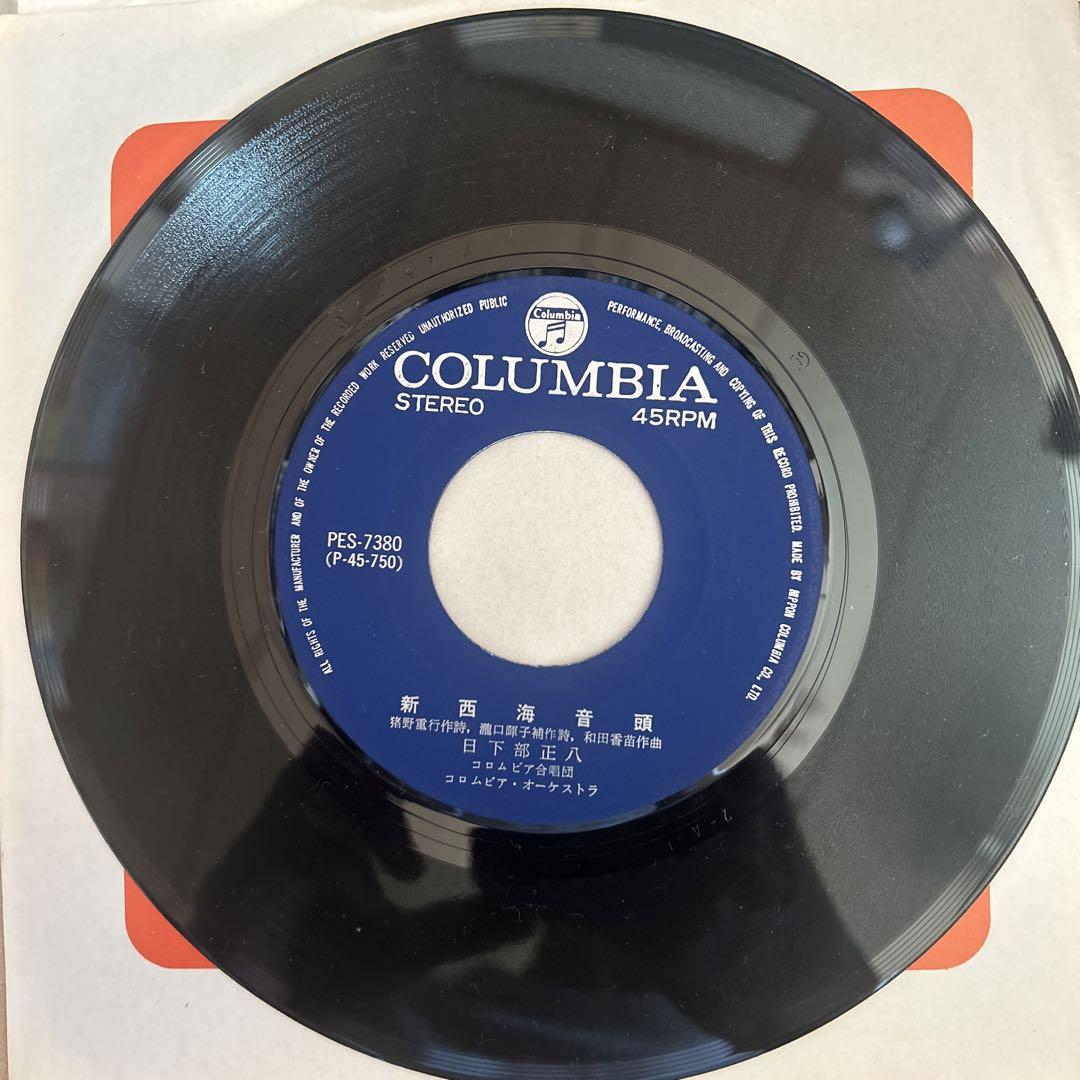 ALL RIGHTS OF THE MANUFACTURER AND OF THE OWNER OF THE RECORDED WORK RESERVED UNAUTHORIZED PUBLIC PERFORMANCE, BROADCASTING AND COPYING OF THIS RECORD PROHIBITED. MADE BY NIPPON COLUMBIA CO., LTD.
Columbia
COLUMBIA
STEREO 45RPM
PES-7380
(P-45-750)
新西海音頭
猪野重行作詩, 瀧口暉子補作詩, 和田香苗作曲
日下部正八
コロムビア合唱団
コロムビア・オーケストラ